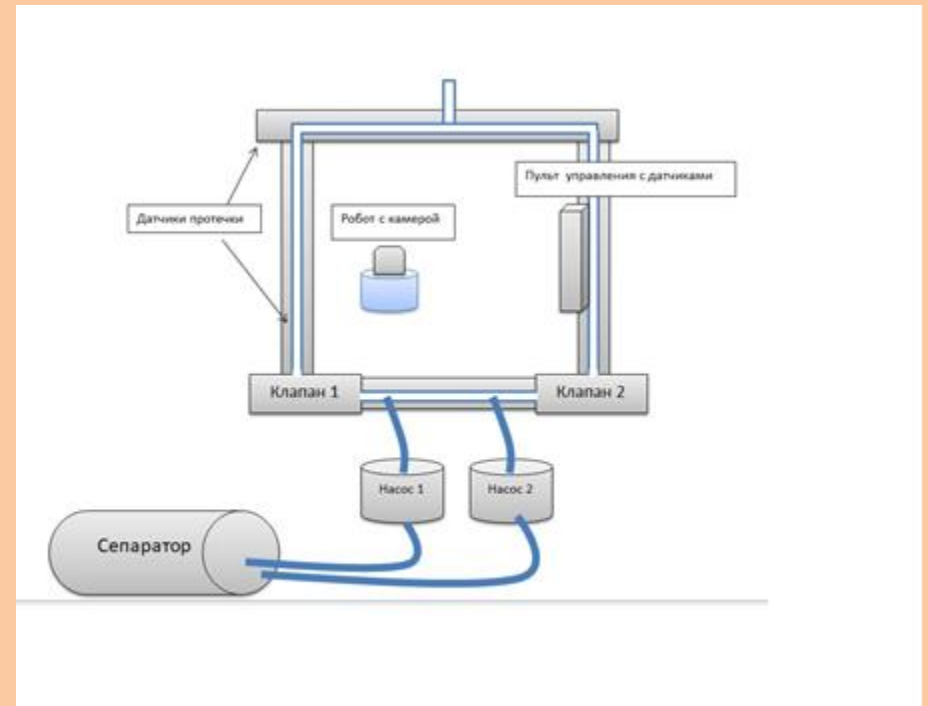 Пульт управления с датчиками
Датчики протечки
Робот с камерой
Клапан 1
Клапан 2
Насос 1
Насос 2
Сепаратор